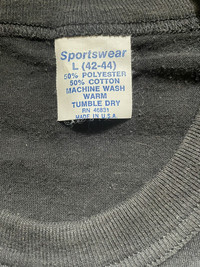 Sportswear
L (42-44)
50% POLYESTER
50% COTTON
MACHINE WASH
WARM
TUMBLE DRY
RN 46831
MADE IN U.S.A.